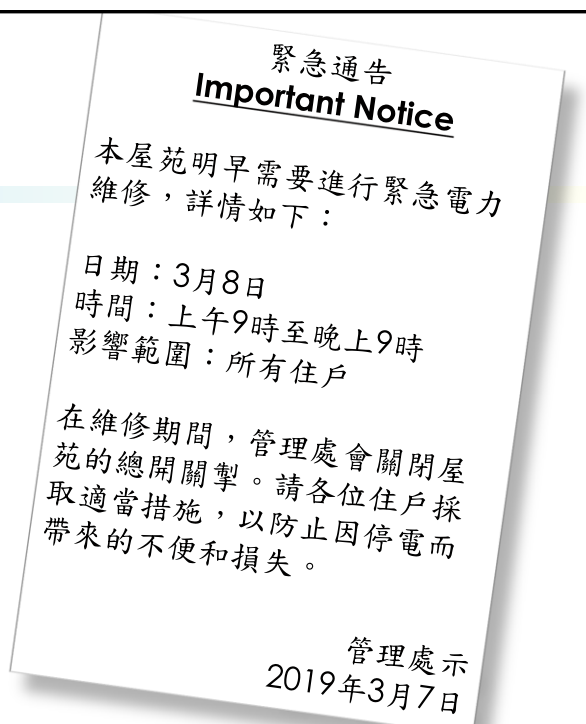 緊急通告
Important Notice
本屋苑明早需要進行緊急電力
維修，詳情如下：
日期：3月8日
時間：上午9時至晚上9時
影響範圍：所有住戶
在維修期間，管理處會關閉屋
苑的總開關掣。請各位住戶採
取適當措施，以防止因停電而
帶來的不便和損失。
管理處示
2019年3月7日